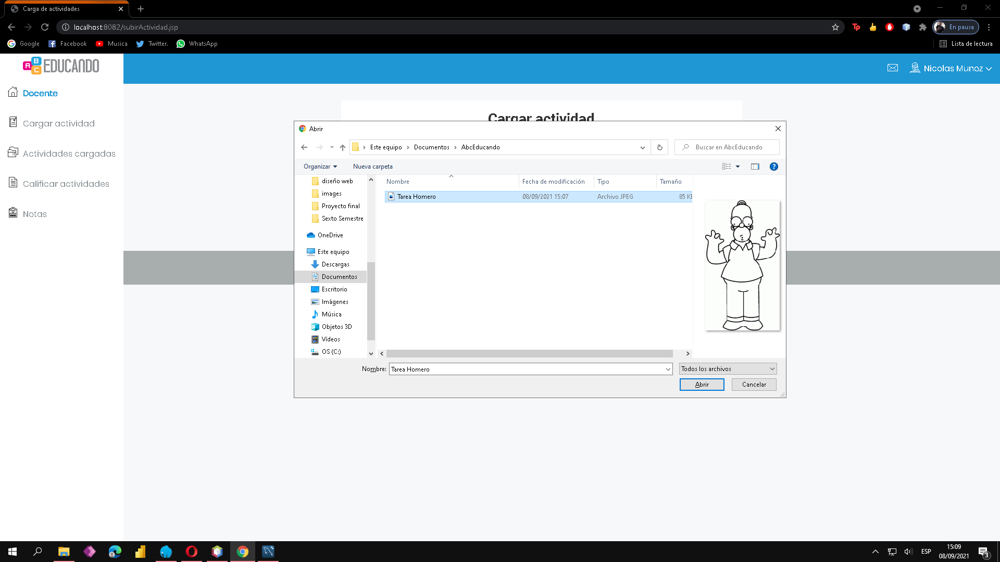 Carga de actividades
localhost:8082/subirActividad.jsp
Tp
En pausa
Google
Facebook
Musica
Twitter.
WhatsApp
Lista de lectura
A B C EDUCANDO
Nicolas Munoz
Docente
Cargar actividad
Actividades cargadas
Calificar actividades
Notas
Cargar actividad
Abrir
Este equipo
Documentos
AbcEducando
Buscar en AbcEducando
Organizar
Nueva carpeta
?
diseño web
images
Proyecto final
Sexto Semestre
OneDrive
Este equipo
Descargas
Documentos
Escritorio
Imágenes
Música
Objetos 3D
Vídeos
OS (C:)
Nombre
Fecha de modificación
Tipo
Tamaño
Tarea Homero
08/09/2021 15:07
Archivo JPEG
85 KB
Nombre:
Tarea Homero
Todos los archivos
Abrir
Cancelar
ESP
15:09
08/09/2021
3